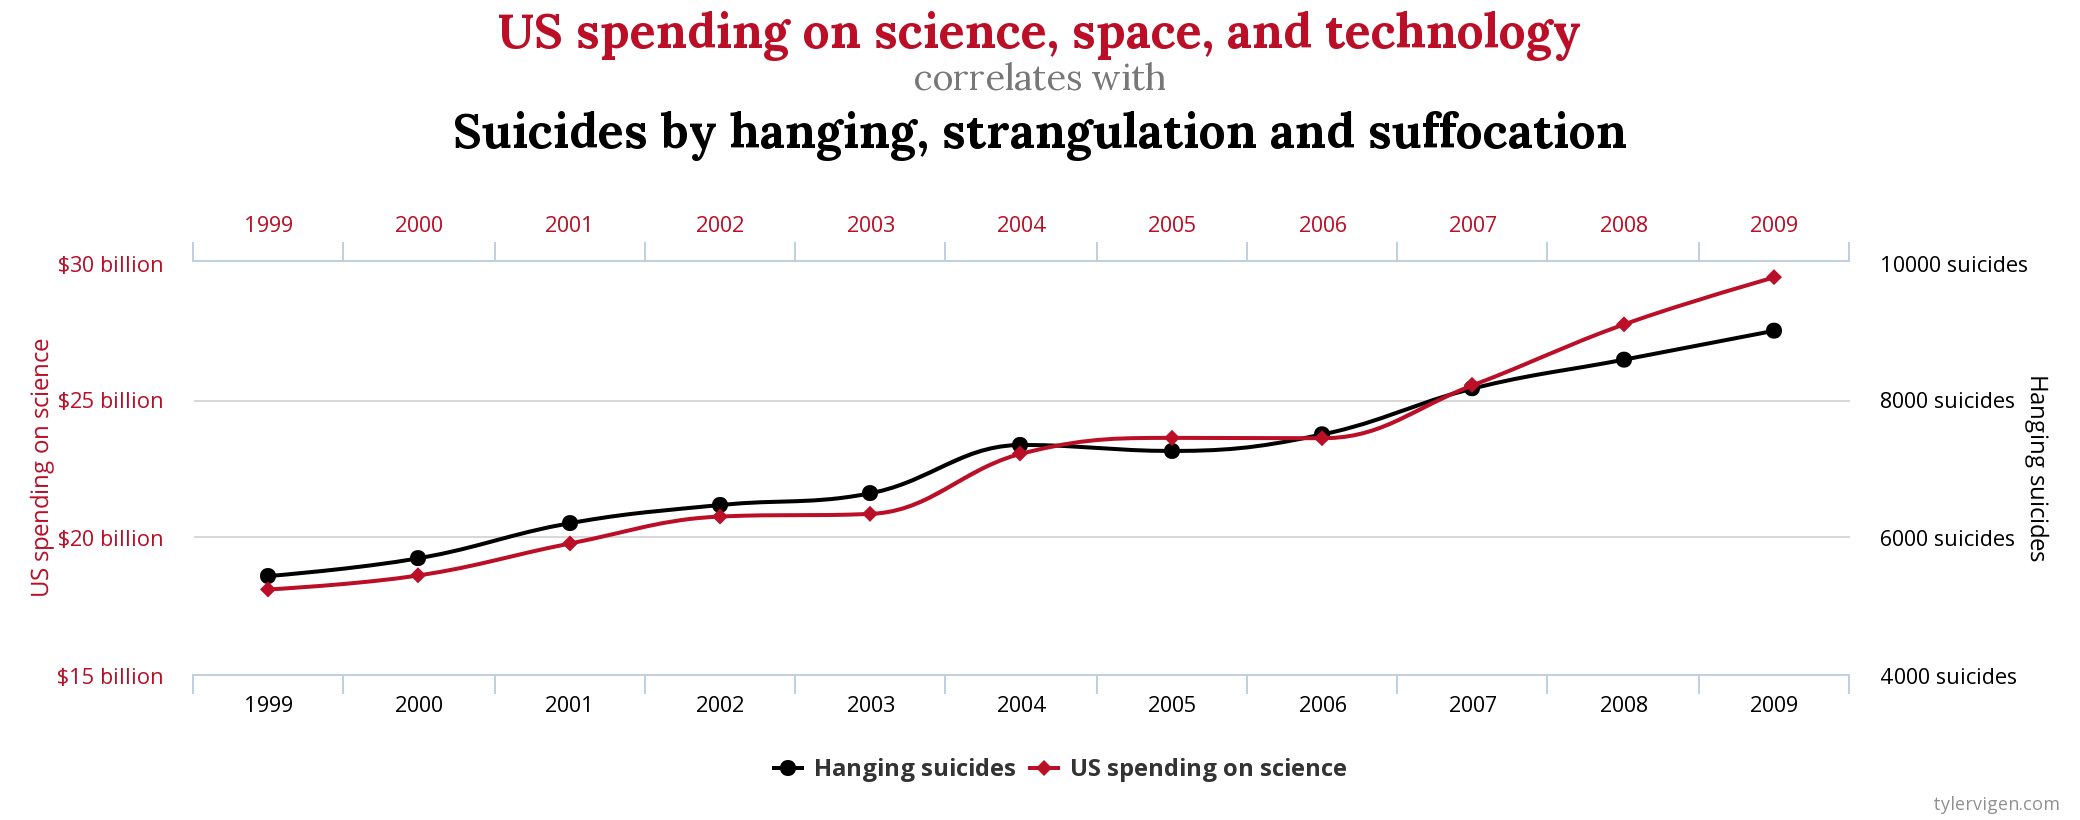 US spending on science, space, and technology
correlates with
Suicides by hanging, strangulation and suffocation
1999 2000 2001 2002 2003 2004 2005 2006 2007 2008 2009
$30 billion
$25 billion
$20 billion
$15 billion
US spending on science
10000 suicides
8000 suicides
6000 suicides
4000 suicides
Hanging suicides
1999 2000 2001 2002 2003 2004 2005 2006 2007 2008 2009
Hanging suicides US spending on science
tylervigen.com